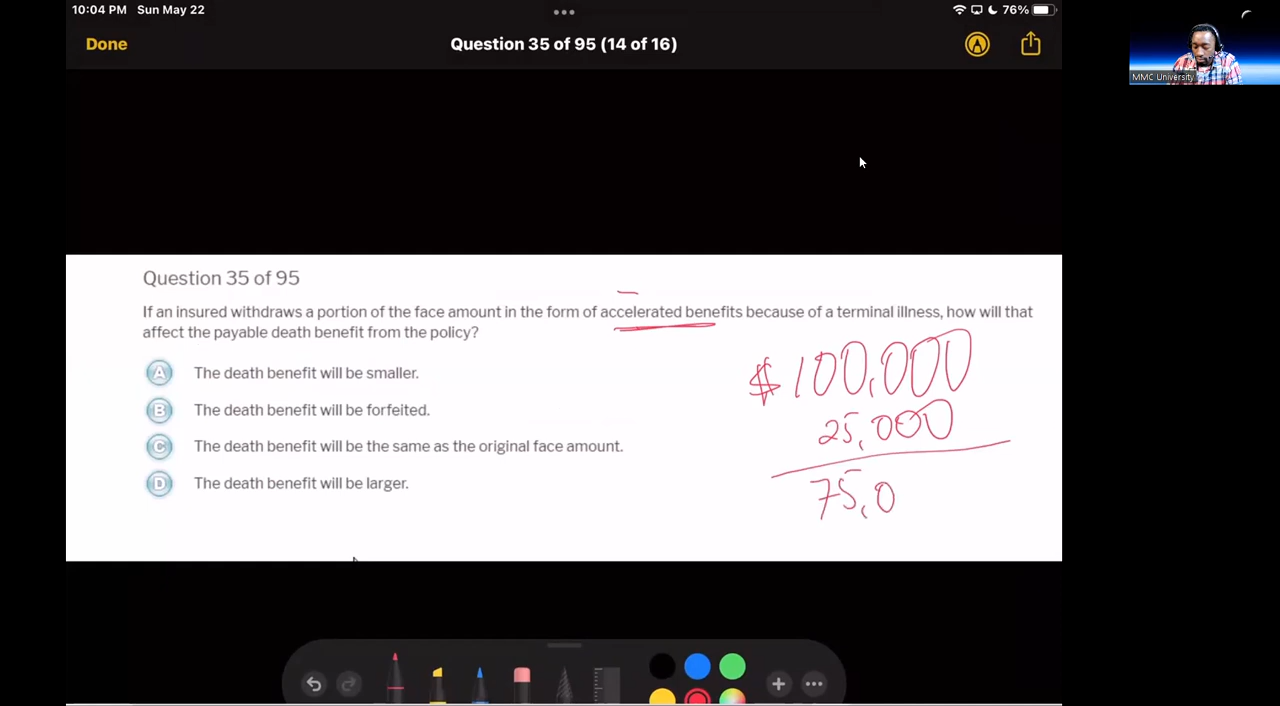 10:04 PM Sun May 22
76%
Done
Question 35 of 95 (14 of 16)
MMC University
Question 35 of 95
If an insured withdraws a portion of the face amount in the form of accelerated benefits because of a terminal illness, how will that
affect the payable death benefit from the policy?
A The death benefit will be smaller.
B The death benefit will be forfeited.
C The death benefit will be the same as the original face amount.
D The death benefit will be larger.
$100,000
25,000
75,0